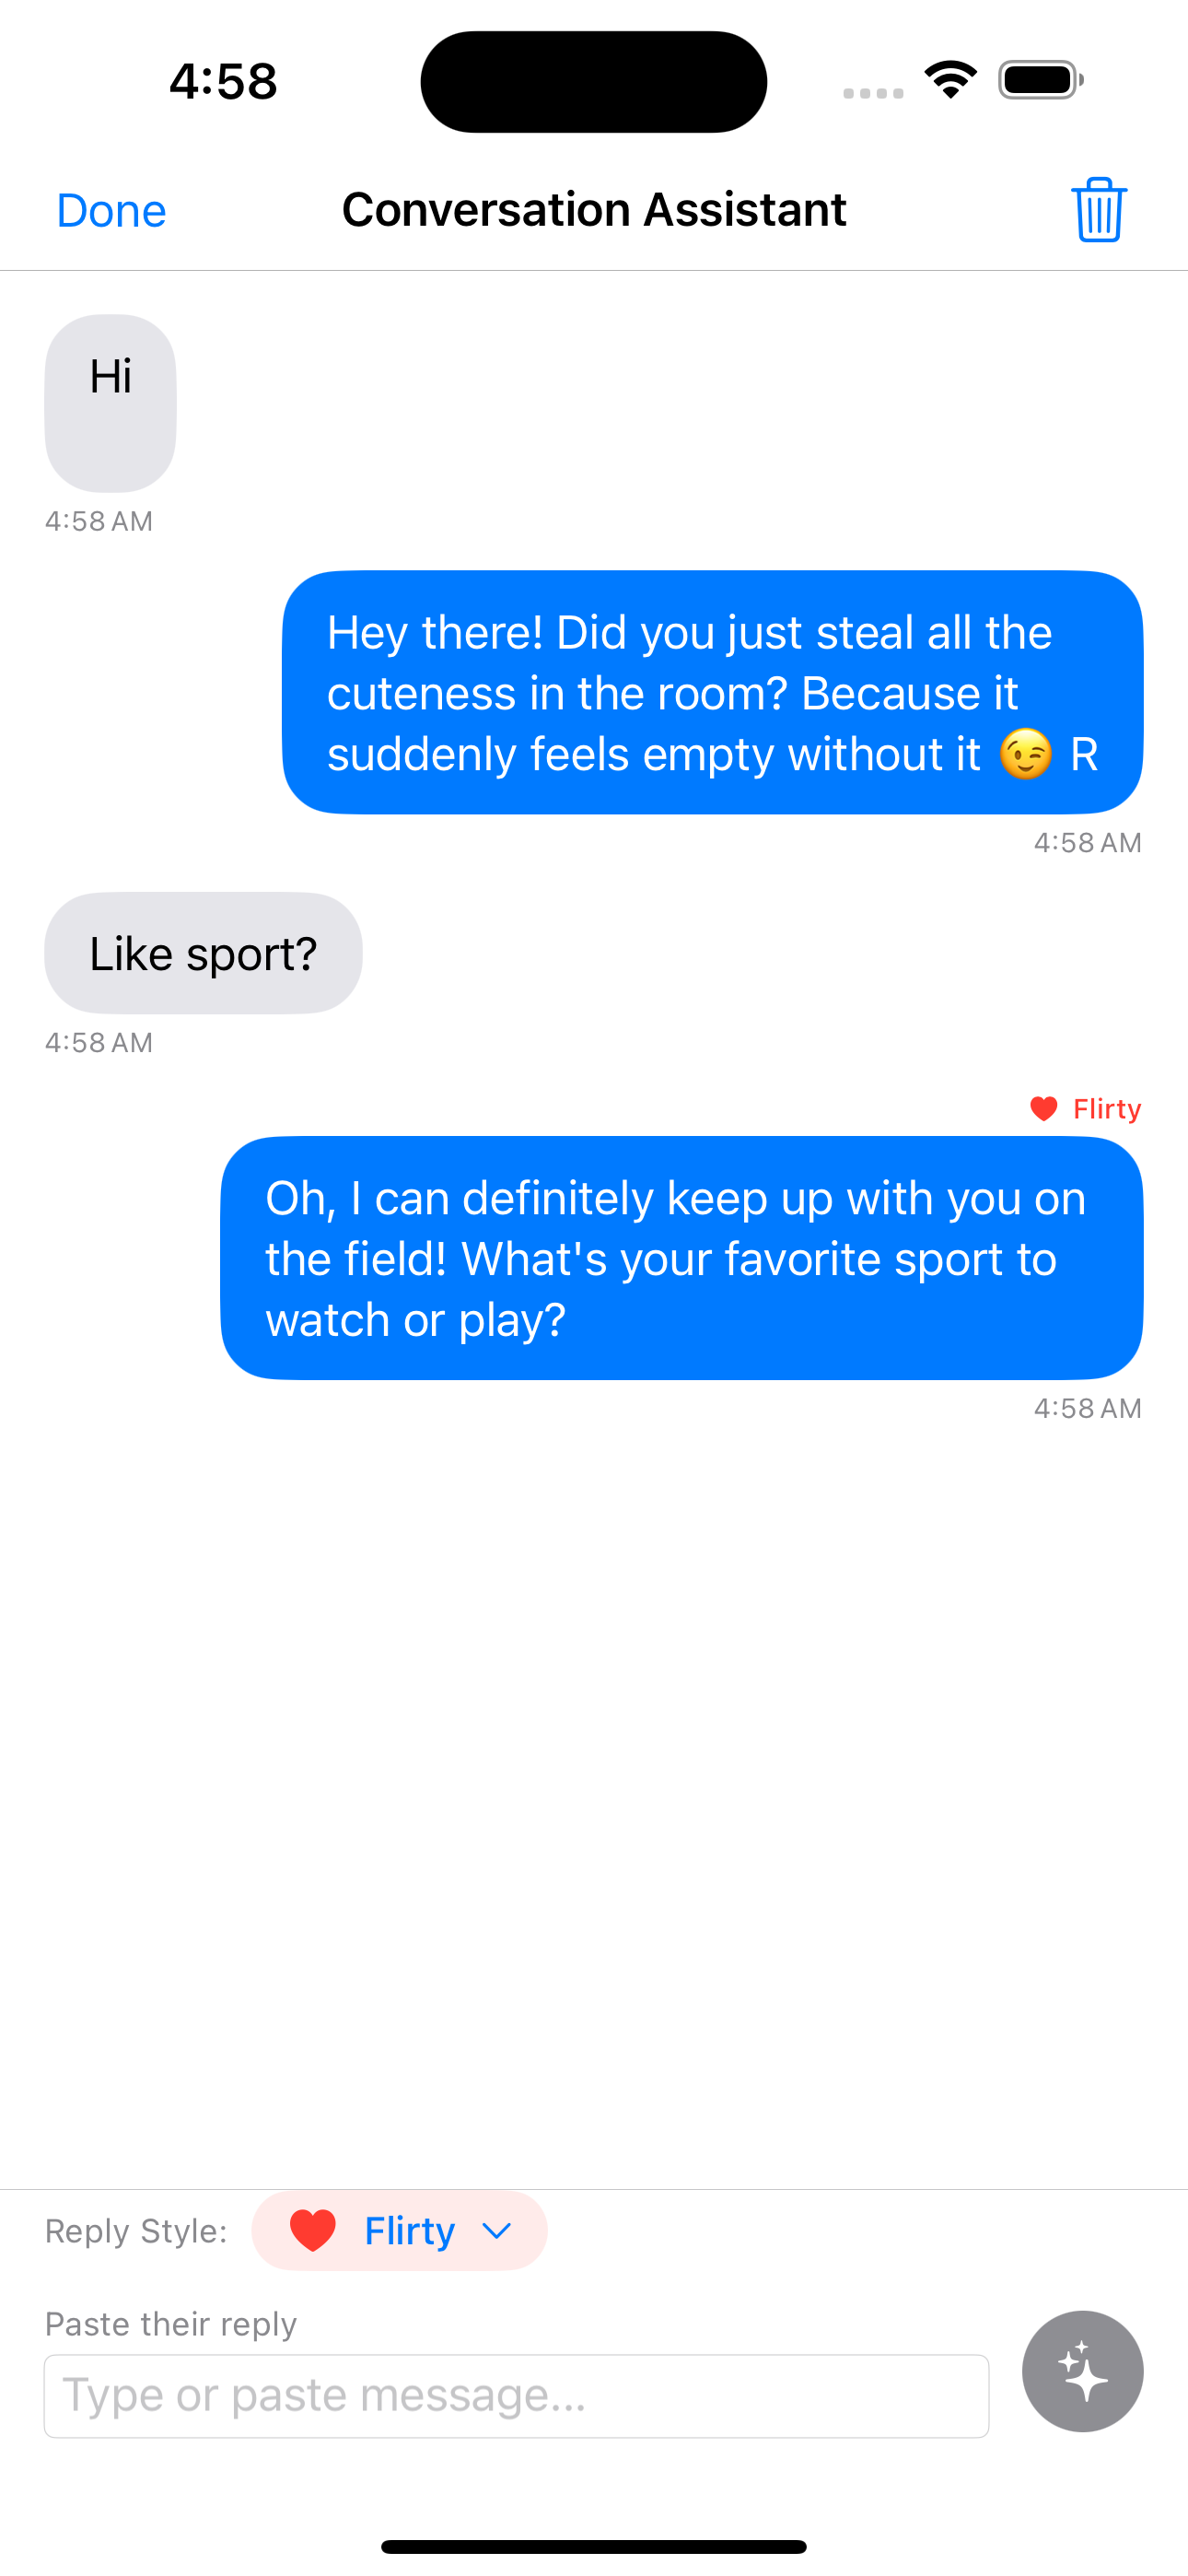 4:58
Done
Conversation Assistant
Hi
4:58 AM
Hey there! Did you just steal all the
cuteness in the room? Because it
suddenly feels empty without it 😉 R
4:58 AM
Like sport?
4:58 AM
Flirty
Oh, I can definitely keep up with you on
the field! What's your favorite sport to
watch or play?
4:58 AM
Reply Style:
Flirty
Paste their reply
Type or paste message...